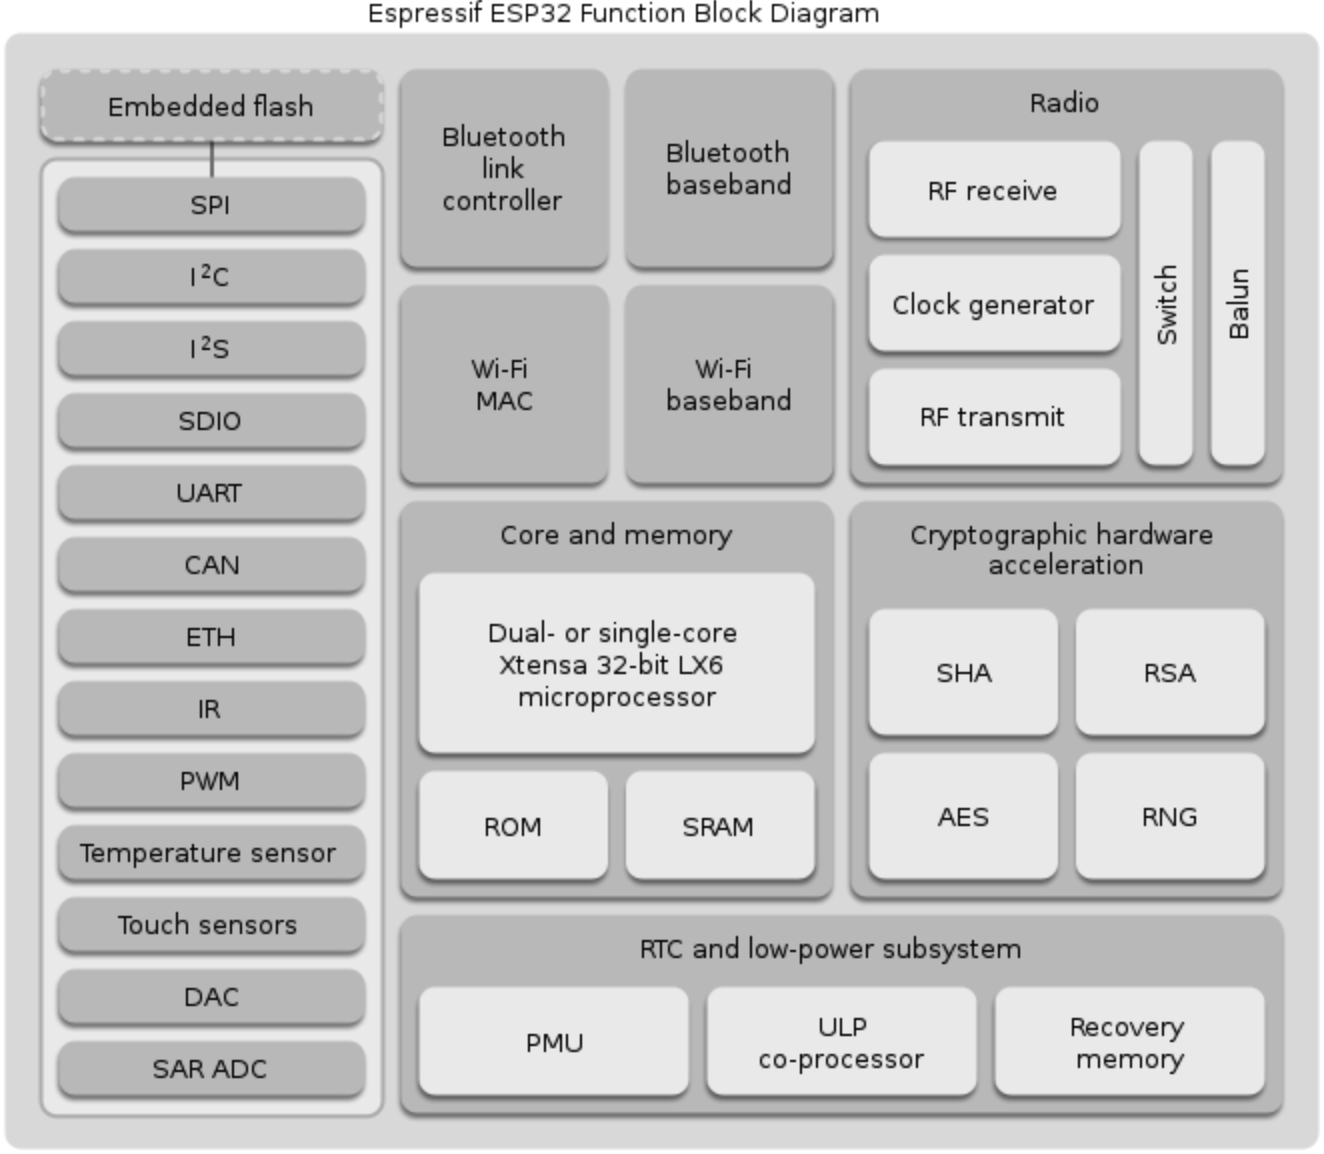 Espressif ESP32 Function Block Diagram
Embedded flash
SPI
I²C
I²S
SDIO
UART
CAN
ETH
IR
PWM
Temperature sensor
Touch sensors
DAC
SAR ADC
Bluetooth
link
controller
Bluetooth
baseband
Wi-Fi
MAC
Wi-Fi
baseband
Radio
RF receive
Clock generator
RF transmit
Switch
Balun
Core and memory
Dual- or single-core
Xtensa 32-bit LX6
microprocessor
ROM
SRAM
Cryptographic hardware
acceleration
SHA
RSA
AES
RNG
RTC and low-power subsystem
PMU
ULP
co-processor
Recovery
memory